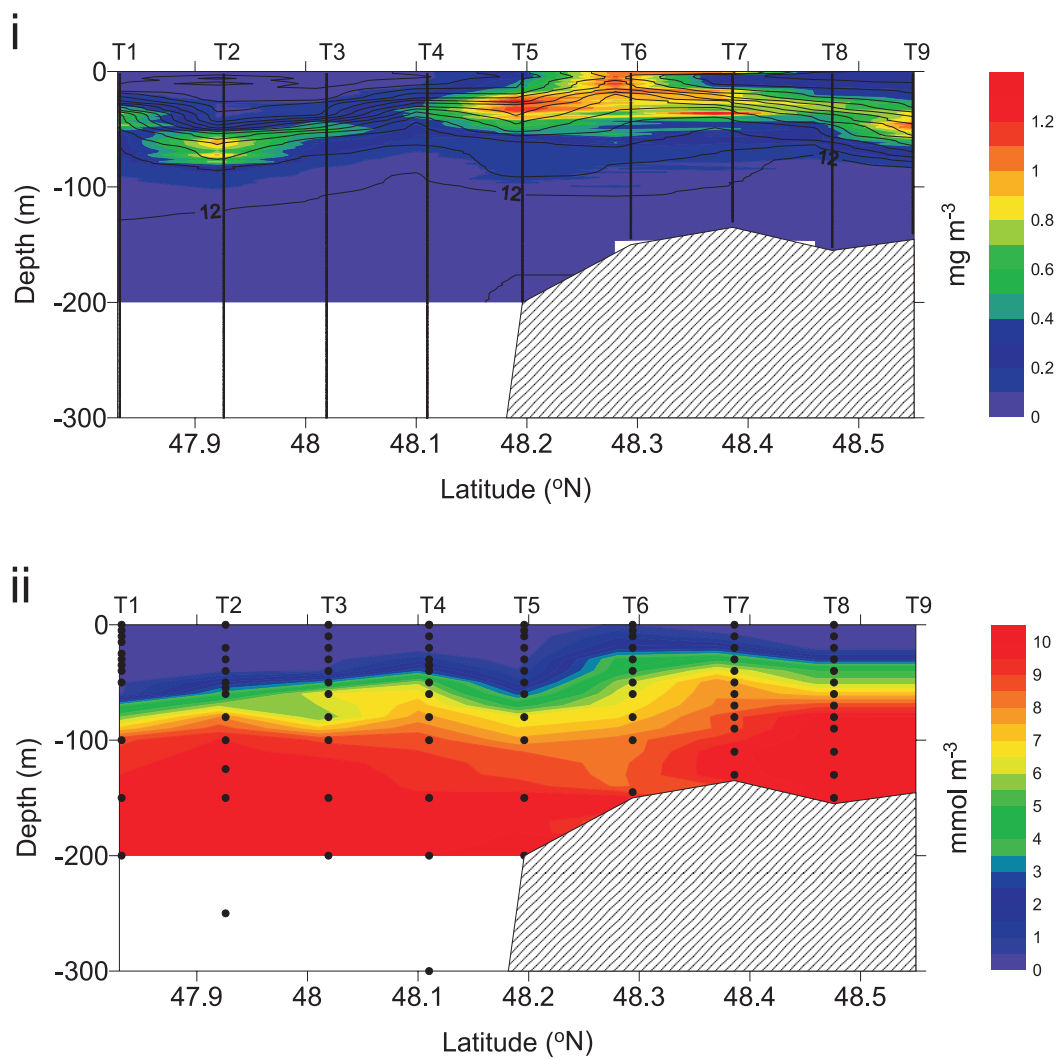 i
T1 T2 T3 T4 T5 T6 T7 T8 T9
0
-100
-200
-300
Depth (m)
12
12
47.9 48 48.1 48.2 48.3 48.4 48.5
Latitude (oN)
1.2
1
0.8
0.6
0.4
0.2
0
mg m-3
ii
T1 T2 T3 T4 T5 T6 T7 T8 T9
0
-100
-200
-300
Depth (m)
47.9 48 48.1 48.2 48.3 48.4 48.5
Latitude (oN)
10
9
8
7
6
5
4
3
2
1
0
mmol m-3